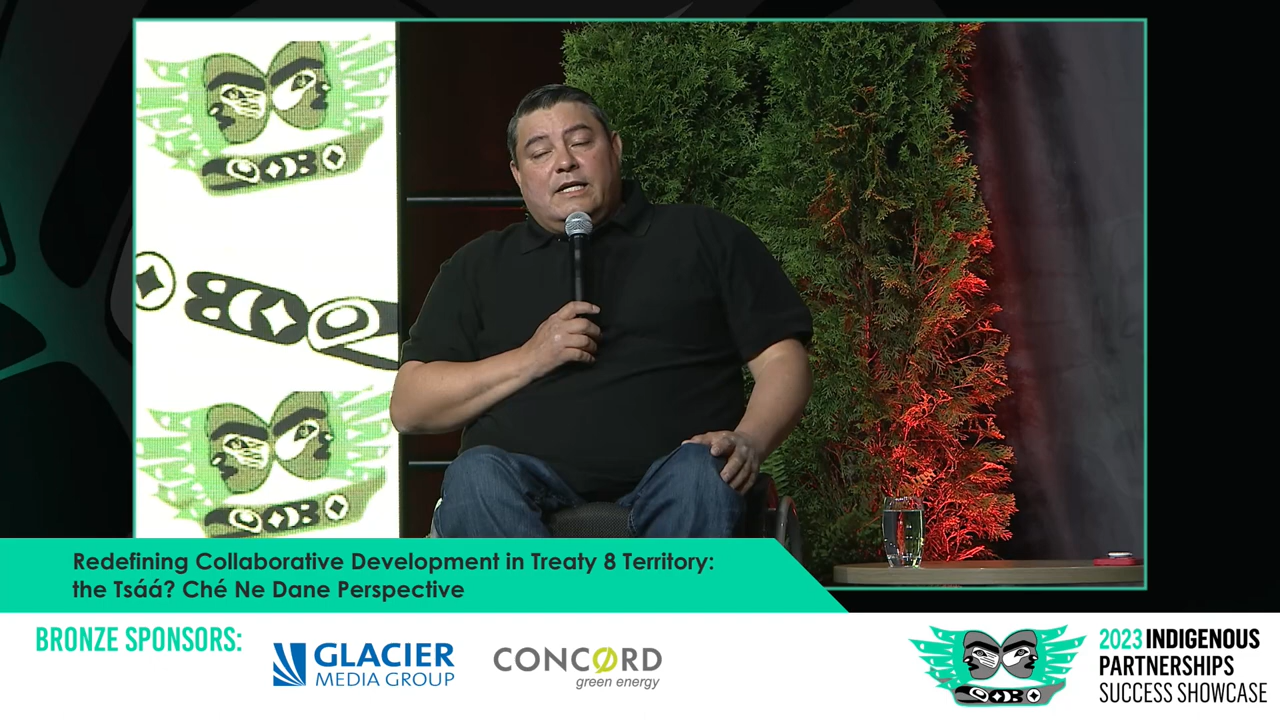 Redefining Collaborative Development in Treaty 8 Territory:
the Tsáá? Ché Ne Dane Perspective
BRONZE SPONSORS:
GLACIER
MEDIA GROUP
CONCORD
green energy
2023 INDIGENOUS
PARTNERSHIPS
SUCCESS SHOWCASE